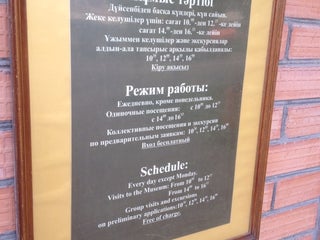 Жұмыс тәртібі
Дүйсенбіден басқа күндері, күн сайын.
Жеке келушілер үшін: сағат 10.00-ден 12.00-ке дейін
сағат 14.00-ден 16.00-ке дейін
Ұжыммен келушілер және экскурсиялар
алдын-ала тапсырыс арқылы қабылданады:
10 00, 12 00, 14 00, 16 00
Кіру ақысыз
Режим работы:
Ежедневно, кроме понедельника.
Одиночные посещения: с 10 00 до 12 00
с 14 00 до 16 00
Коллективные посещения и экскурсии
по предварительным заявкам: 10 00, 12 00, 14 00, 16 00
Вход бесплатный
Schedule:
Every day except Monday.
Visits to the Museum: From 10 00 to 12 00
From 14 00 to 16 00
Group visits and excursions
on preliminary applications: 10 00, 12 00, 14 00, 16 00
Free of charge.